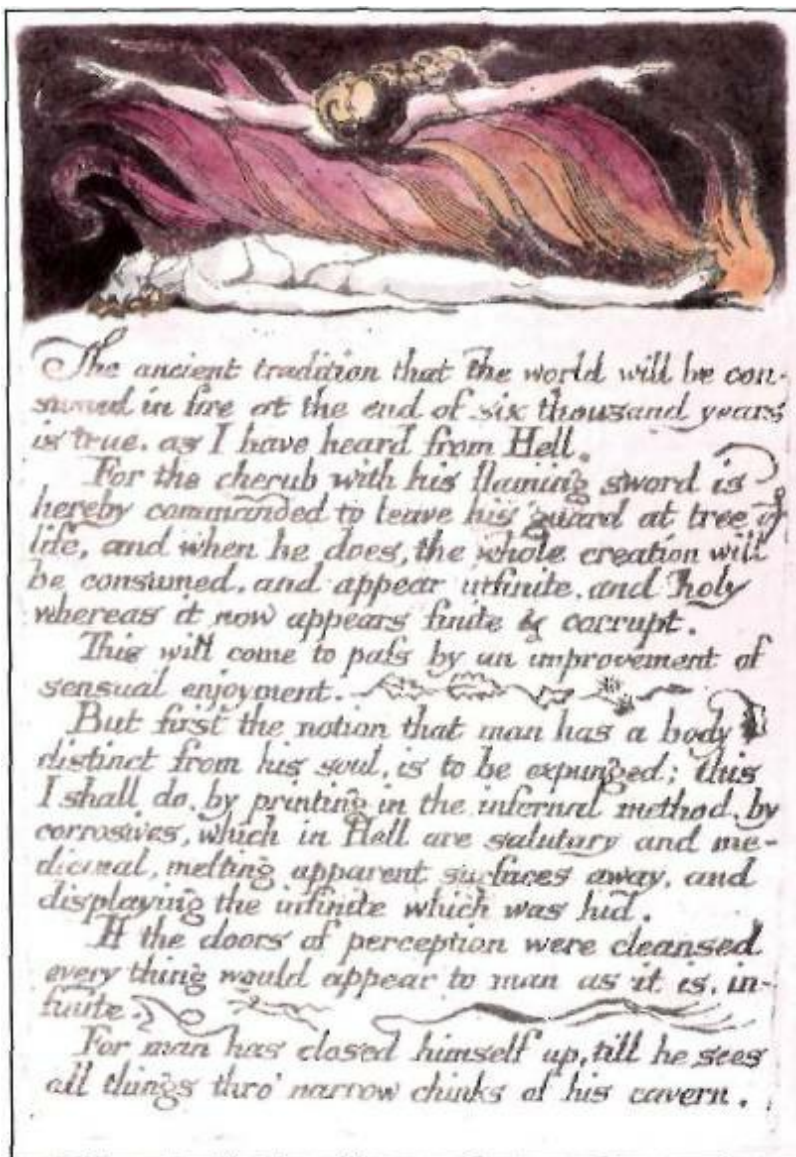 The ancient tradition that the world will be con-
sumed in fire at the end of six thousand years
is true. as I have heard from Hell.
For the cherub with his flaming sword is
hereby commanded to leave his guard at tree of
life, and when he does, the whole creation will
be consumed, and appear infinite. and holy
whereas it now appears finite & corrupt.
This will come to paſs by an improvement of
sensual enjoyment.
But first the notion that man has a body
distinct from his soul, is to be expunged; this
I shall do, by printing in the infernal method, by
corrosives, which in Hell are salutary and me-
dicinal, melting apparent surfaces away, and
displaying the infinite which was hid.
If the doors of perception were cleansed
every thing would appear to man as it is, in-
finite.
For man has closed himself up, till he sees
all things thro' narrow chinks of his cavern.